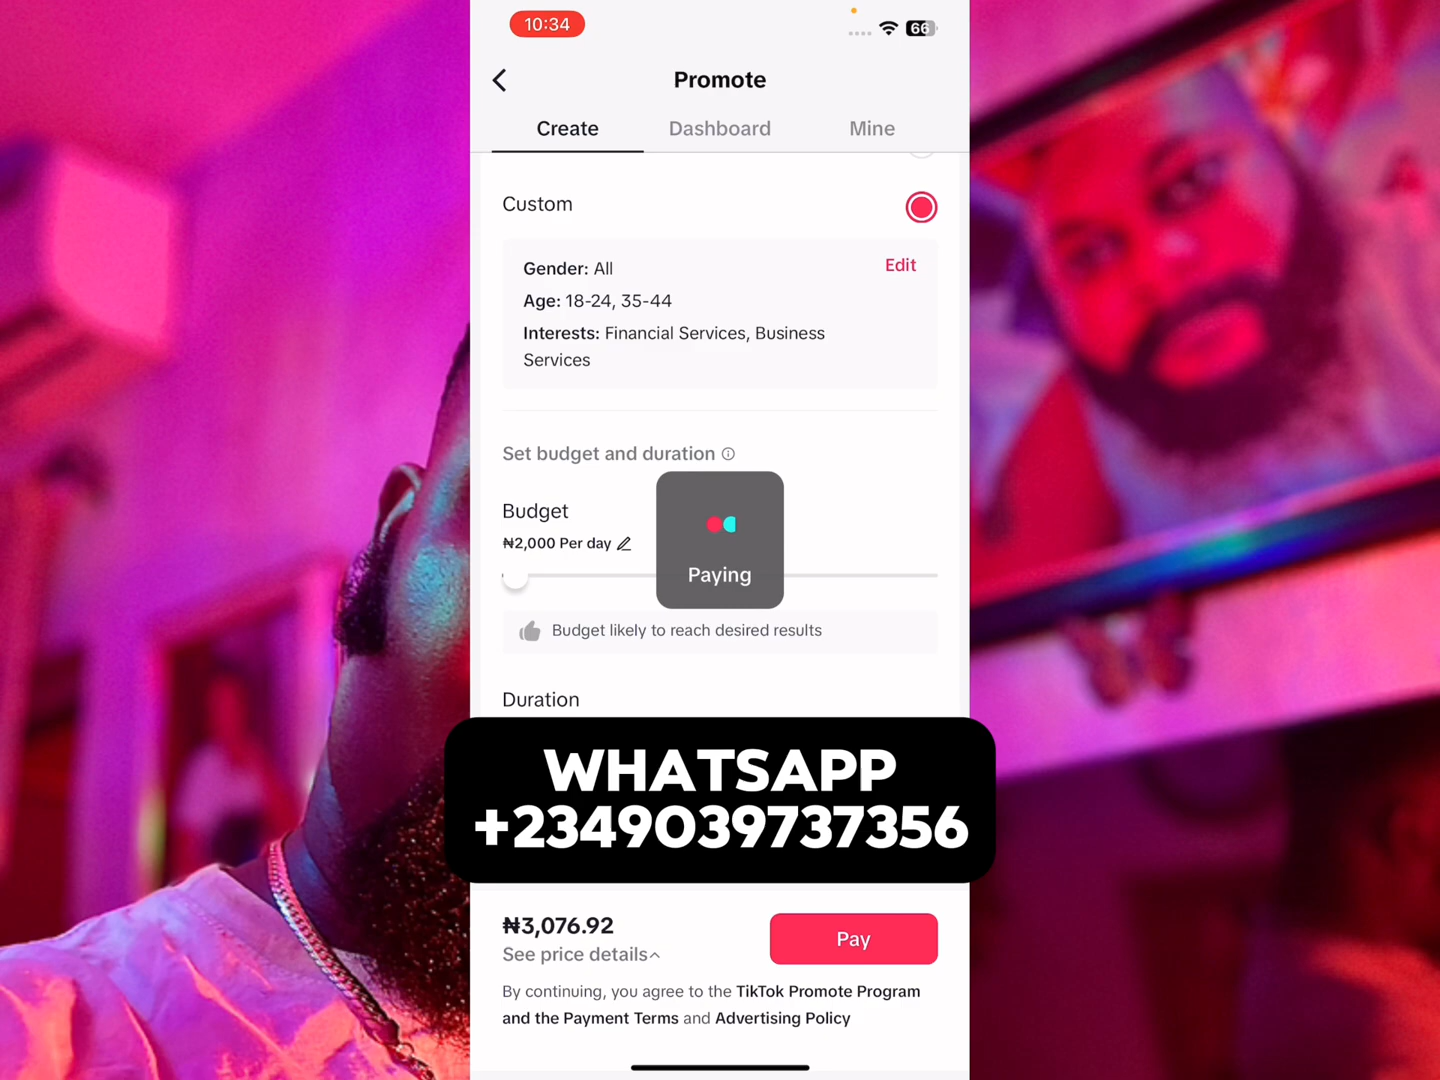 10:34
66
Promote
Create
Dashboard
Mine
Custom
Gender: All
Edit
Age: 18-24, 35-44
Interests: Financial Services, Business
Services
Set budget and duration
Budget
₦2,000 Per day
Paying
Budget likely to reach desired results
Duration
WHATSAPP
+2349039737356
₦3,076.92
See price details
Pay
By continuing, you agree to the TikTok Promote Program
and the Payment Terms and Advertising Policy